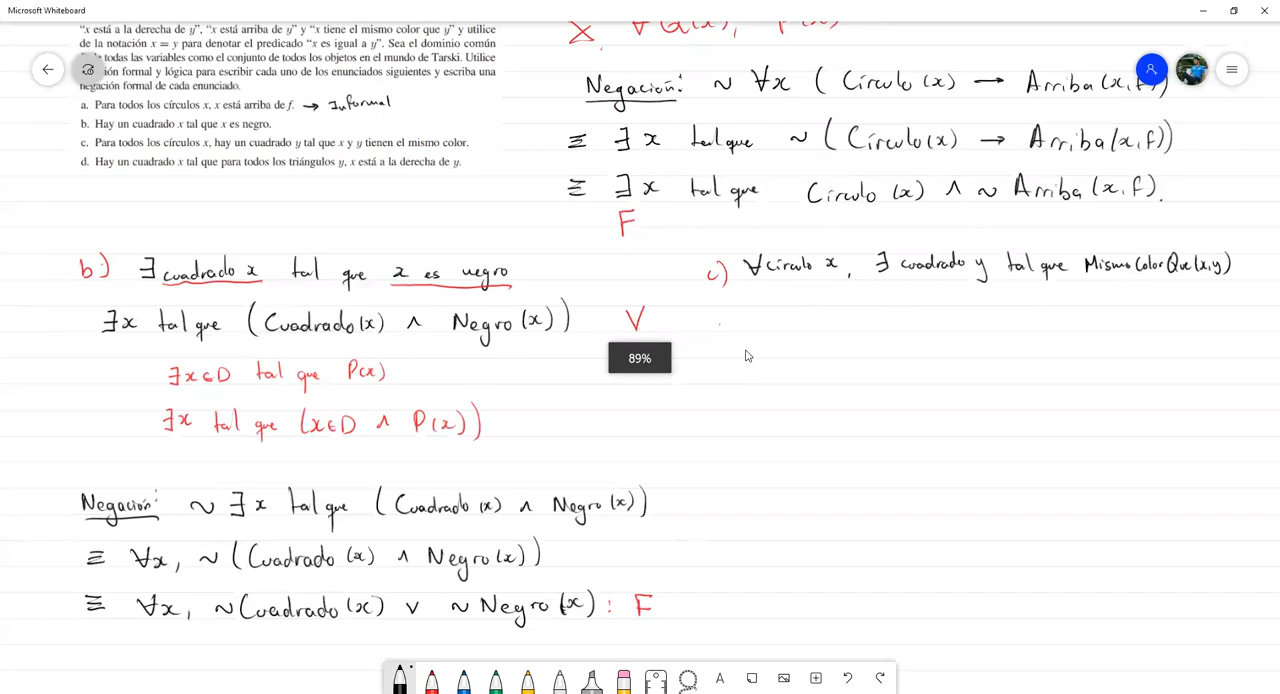 Microsoft Whiteboard
"x está a la derecha de y", "x está arriba de y" y "x tiene el mismo color que y" y utilice
de la notación x = y para denotar el predicado "x es igual a y". Sea el dominio común
todas las variables como el conjunto de todos los objetos en el mundo de Tarski. Utilice
ión formal y lógica para escribir cada uno de los enunciados siguientes y escriba una
negación formal de cada enunciado.
a. Para todos los círculos x, x está arriba de f. → Informal
b. Hay un cuadrado x tal que x es negro.
c. Para todos los círculos x, hay un cuadrado y tal que x y y tienen el mismo color.
d. Hay un cuadrado x tal que para todos los triángulos y, x está a la derecha de y.
Negación: ~ ∀x ( Círculo (x) → Arriba (x, f) )
≡ ∃ x tal que ~ ( Círculo (x) → Arriba (x, f) )
≡ ∃ x tal que Círculo (x) ∧ ~ Arriba (x, f).
F
b.) ∃ cuadrado x tal que x es negro
∃x tal que (Cuadrado (x) ∧ Negro (x)) V
∃x∈D tal que P(x)
∃x tal que (x∈D ∧ P(x))
Negación: ~ ∃ x tal que (Cuadrado (x) ∧ Negro (x))
≡ ∀x, ~ (Cuadrado (x) ∧ Negro (x))
≡ ∀x, ~Cuadrado (x) ∨ ~ Negro (x) : F
c) ∀ círculo x, ∃ cuadrado y tal que MismoColorQue (x, y)
89%